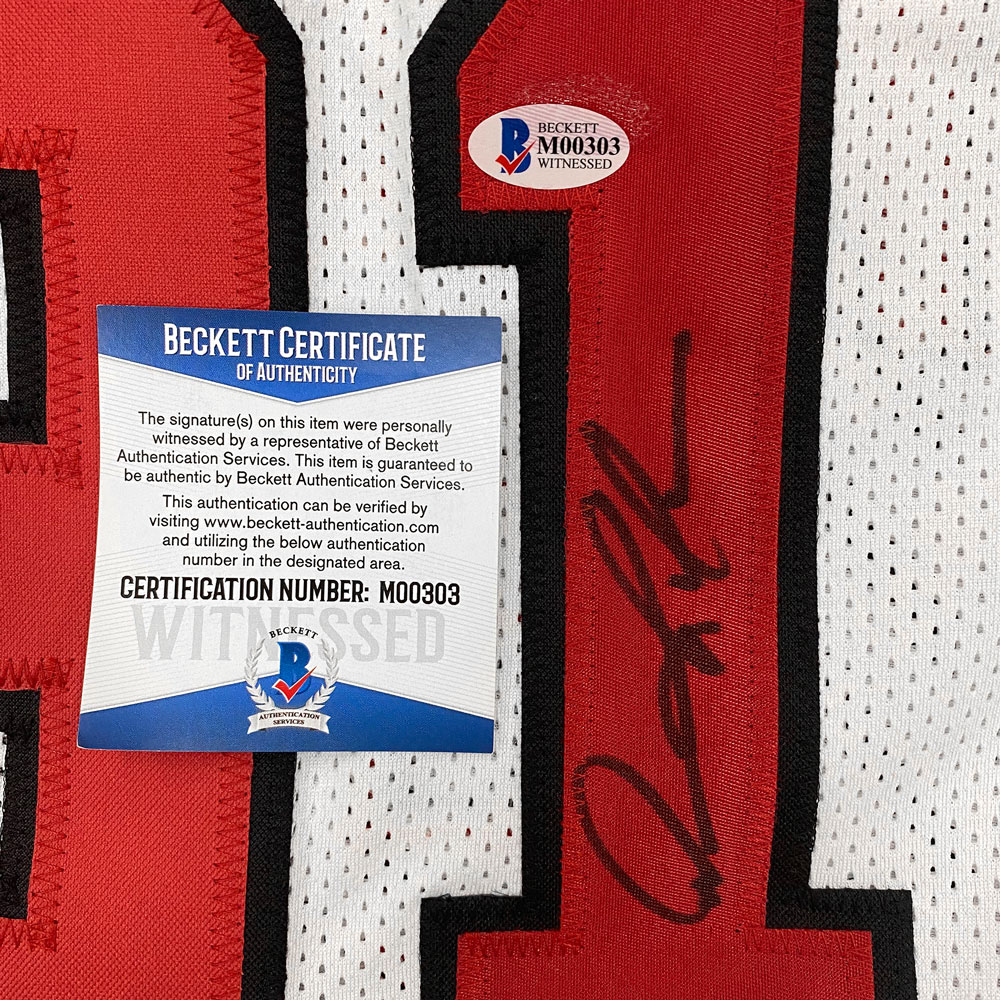 BECKETT
M00303
WITNESSED
1
BECKETT CERTIFICATE
OF AUTHENTICITY
The signature(s) on this item were personally
witnessed by a representative of Beckett
Authentication Services. This item is guaranteed to
be authentic by Beckett Authentication Services.
This authentication can be verified by
visiting www.beckett-authentication.com
and utilizing the below authentication
number in the designated area.
CERTIFICATION NUMBER: M00303
WITNESSED
BECKETT
B
AUTHENTICATION
SERVICES